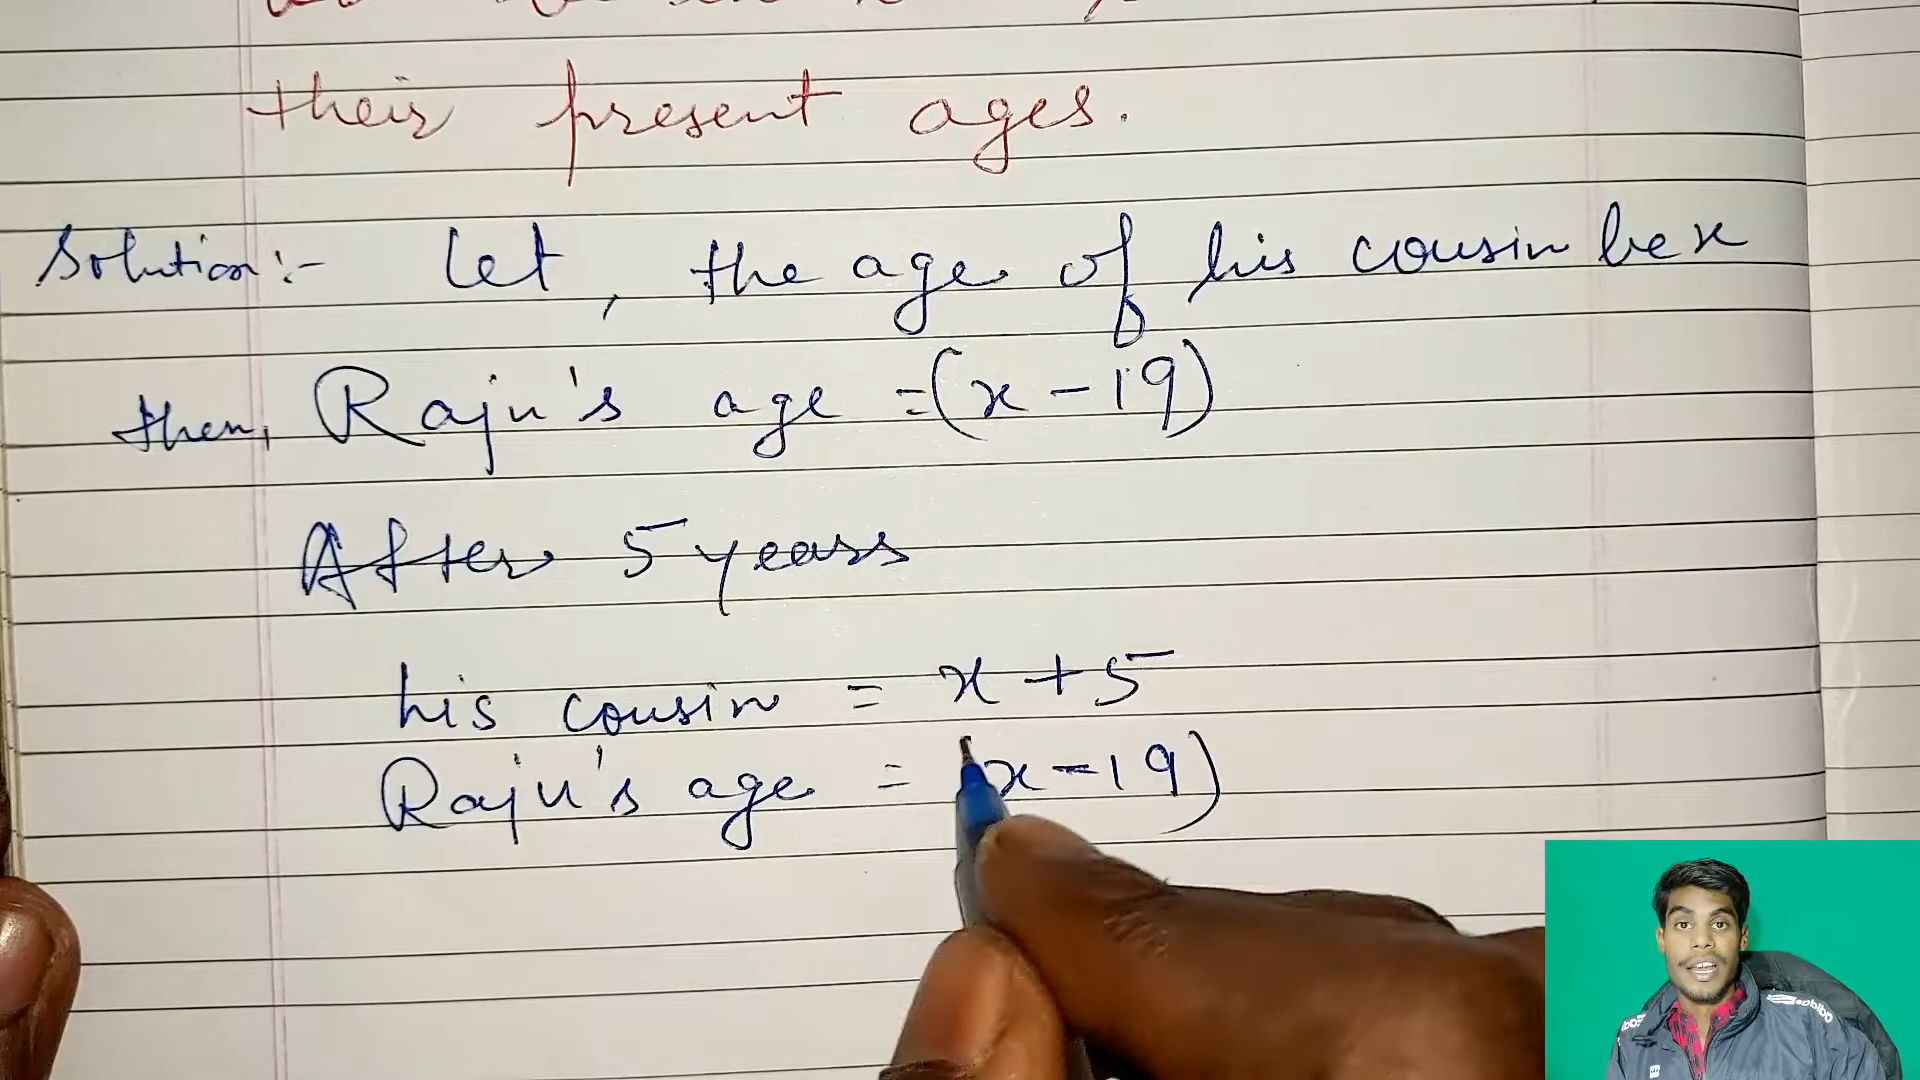 their present ages.
Solution:- Let, the age of his cousin be x
then, Raju's age =(x-19)
After 5 years
his cousin = x+5
Raju's age = (x-19)
adidas